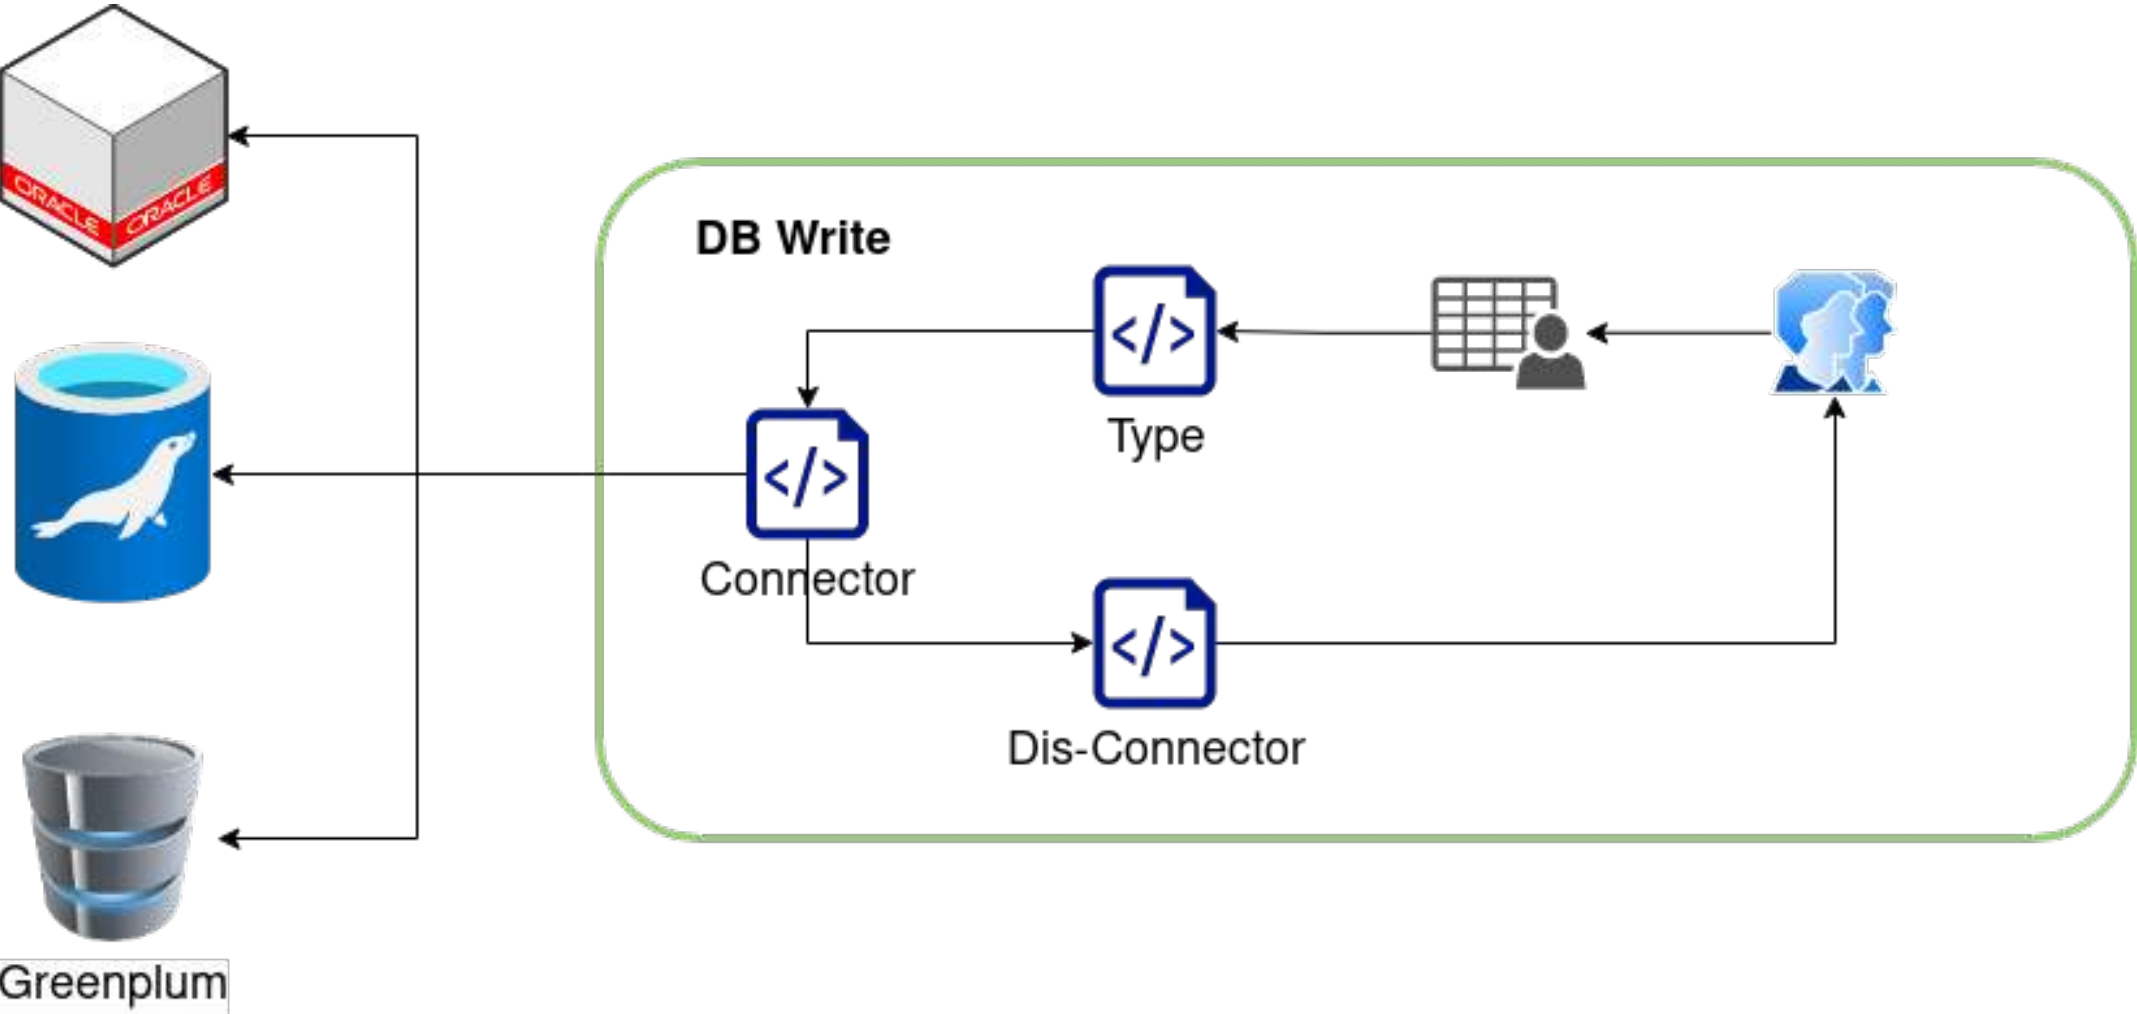 ORACLE ORACLE
DB Write
Type
Connector
Dis-Connector
Greenplum